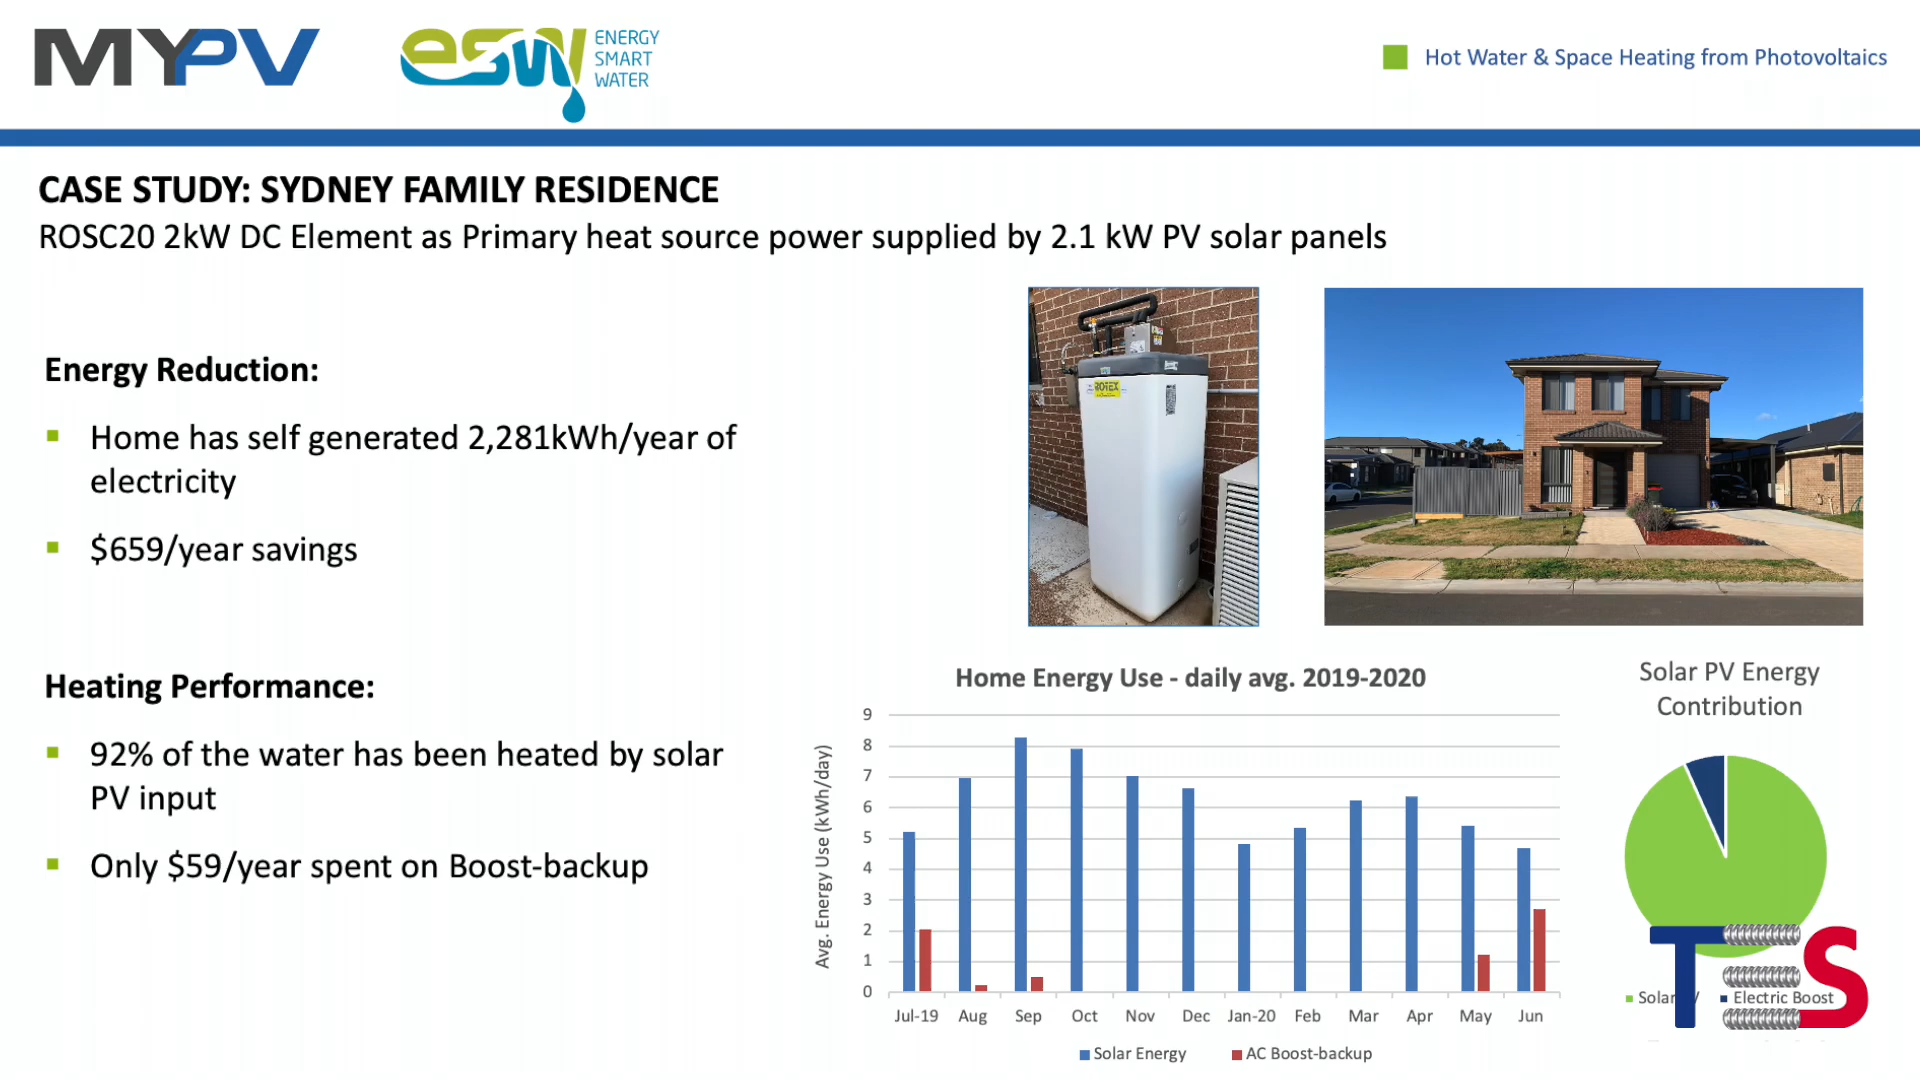 MYPV
esw
ENERGY
SMART
WATER
Hot Water & Space Heating from Photovoltaics
CASE STUDY: SYDNEY FAMILY RESIDENCE
ROSC20 2kW DC Element as Primary heat source power supplied by 2.1 kW PV solar panels
Energy Reduction:
Home has self generated 2,281kWh/year of
electricity
$659/year savings
ROTEX
Heating Performance:
92% of the water has been heated by solar
PV input
Only $59/year spent on Boost-backup
Home Energy Use - daily avg. 2019-2020
Avg. Energy Use (kWh/day)
9
8
7
6
5
4
3
2
1
0
Jul-19 Aug Sep Oct Nov Dec Jan-20 Feb Mar Apr May Jun
Solar Energy AC Boost-backup
Solar PV Energy
Contribution
Solar Electric Boost
TES